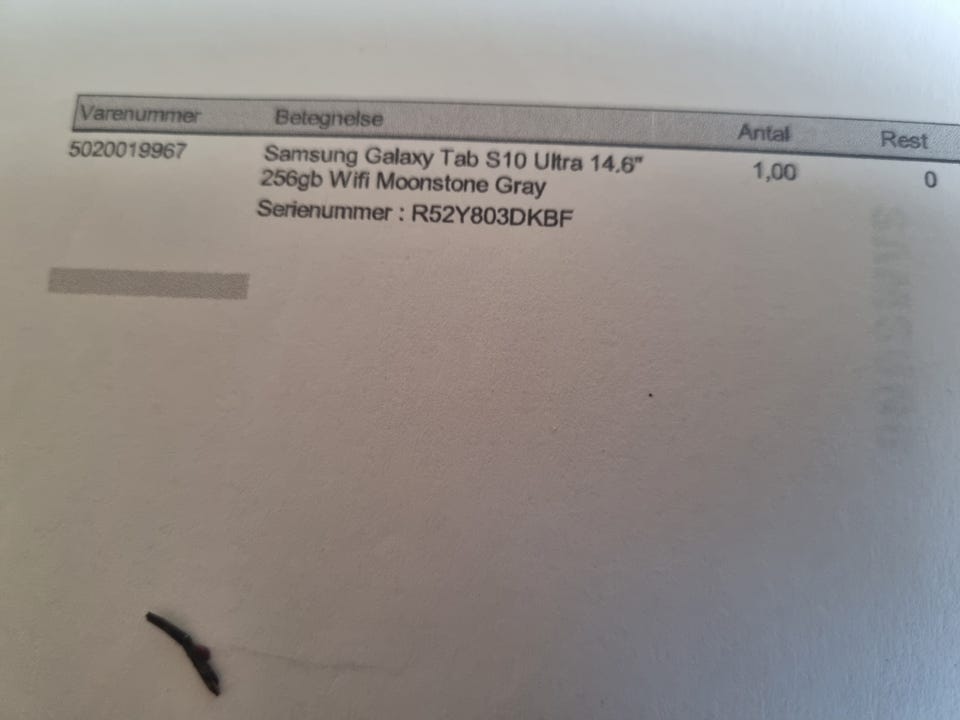 Varenummer Betegnelse Antal Rest
5020019967 Samsung Galaxy Tab S10 Ultra 14.6" 1,00 0
256gb Wifi Moonstone Gray
Serienummer : R52Y803DKBF